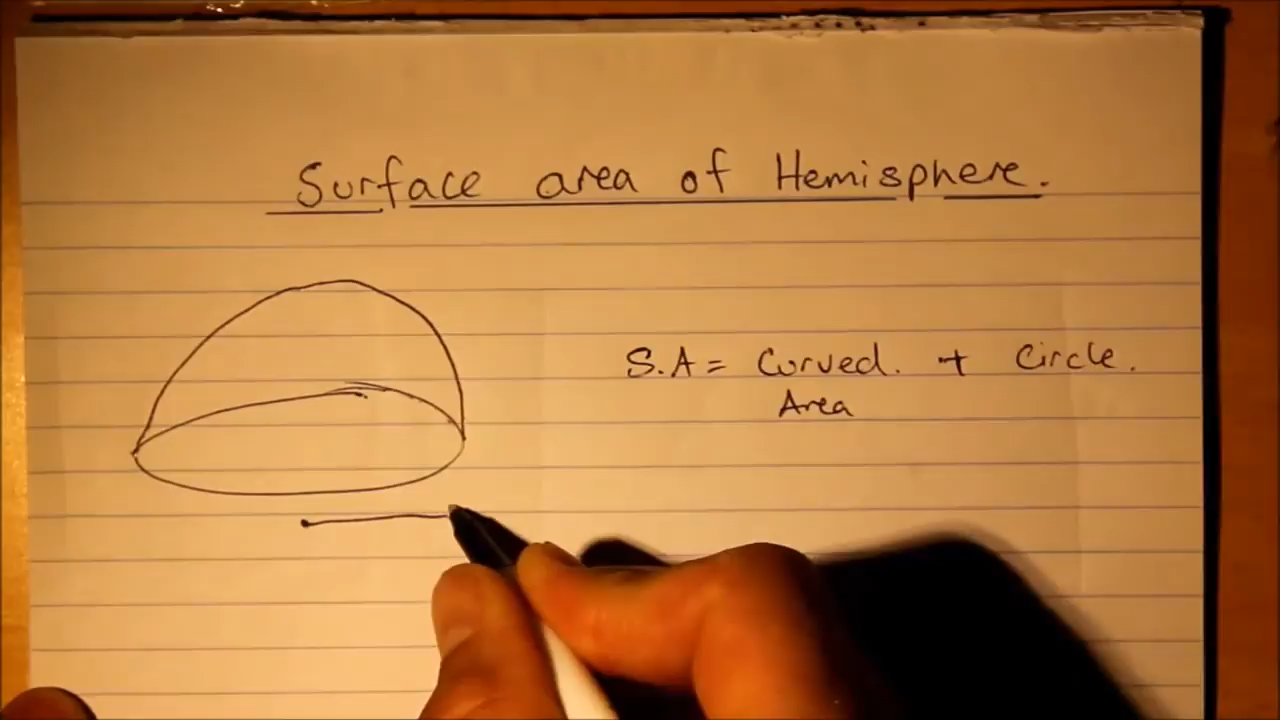 Surface area of Hemisphere.
S.A = Curved. + Circle.
Area